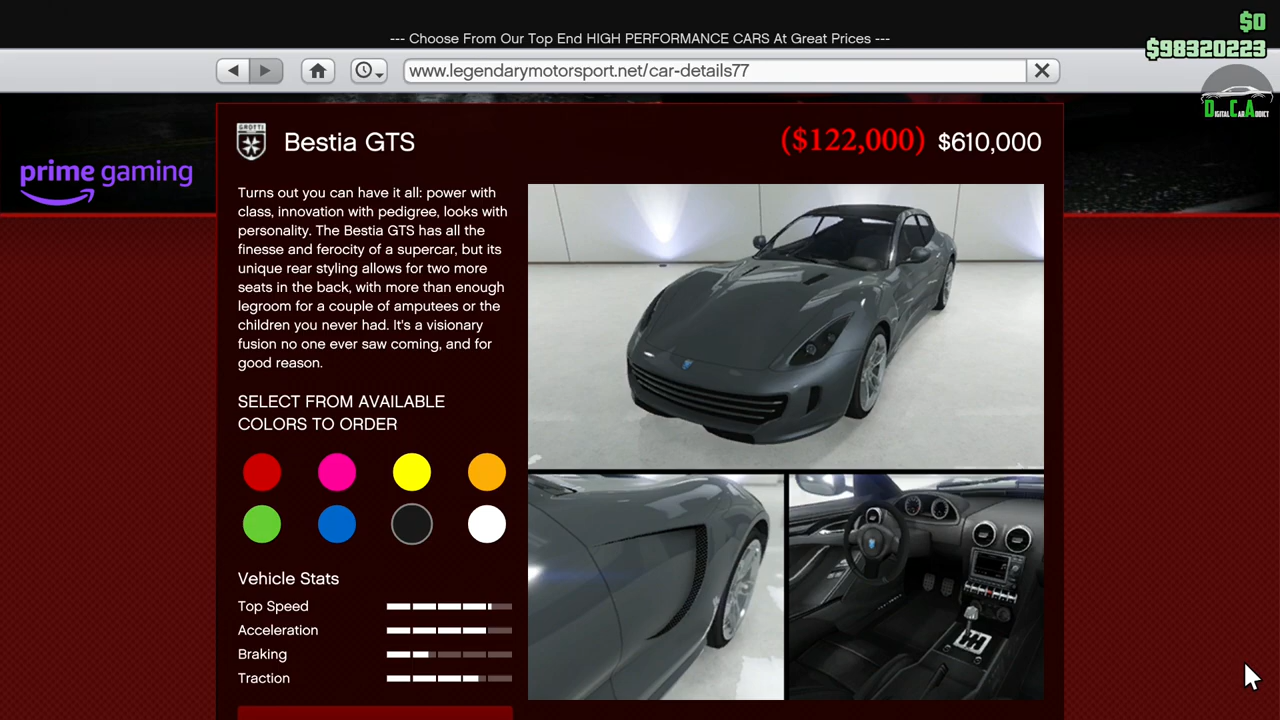 --- Choose From Our Top End HIGH PERFORMANCE CARS At Great Prices ---
$0
$98320223
www.legendarymotorsport.net/car-details77
DIGITAL CAR ADDICT
prime gaming
GROTTI
Bestia GTS
($122,000) $610,000
Turns out you can have it all: power with
class, innovation with pedigree, looks with
personality. The Bestia GTS has all the
finesse and ferocity of a supercar, but its
unique rear styling allows for two more
seats in the back, with more than enough
legroom for a couple of amputees or the
children you never had. It's a visionary
fusion no one ever saw coming, and for
good reason.
SELECT FROM AVAILABLE
COLORS TO ORDER
Vehicle Stats
Top Speed
Acceleration
Braking
Traction